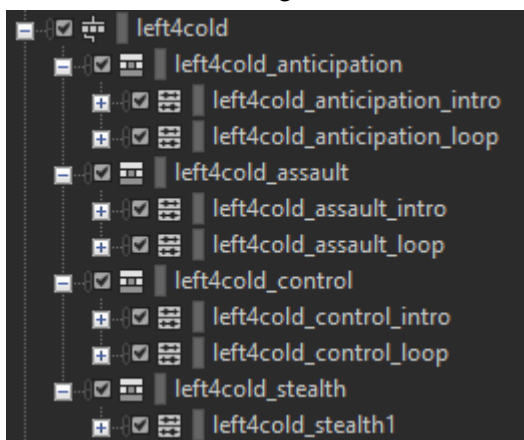 left4cold
left4cold_anticipation
left4cold_anticipation_intro
left4cold_anticipation_loop
left4cold_assault
left4cold_assault_intro
left4cold_assault_loop
left4cold_control
left4cold_control_intro
left4cold_control_loop
left4cold_stealth
left4cold_stealth1